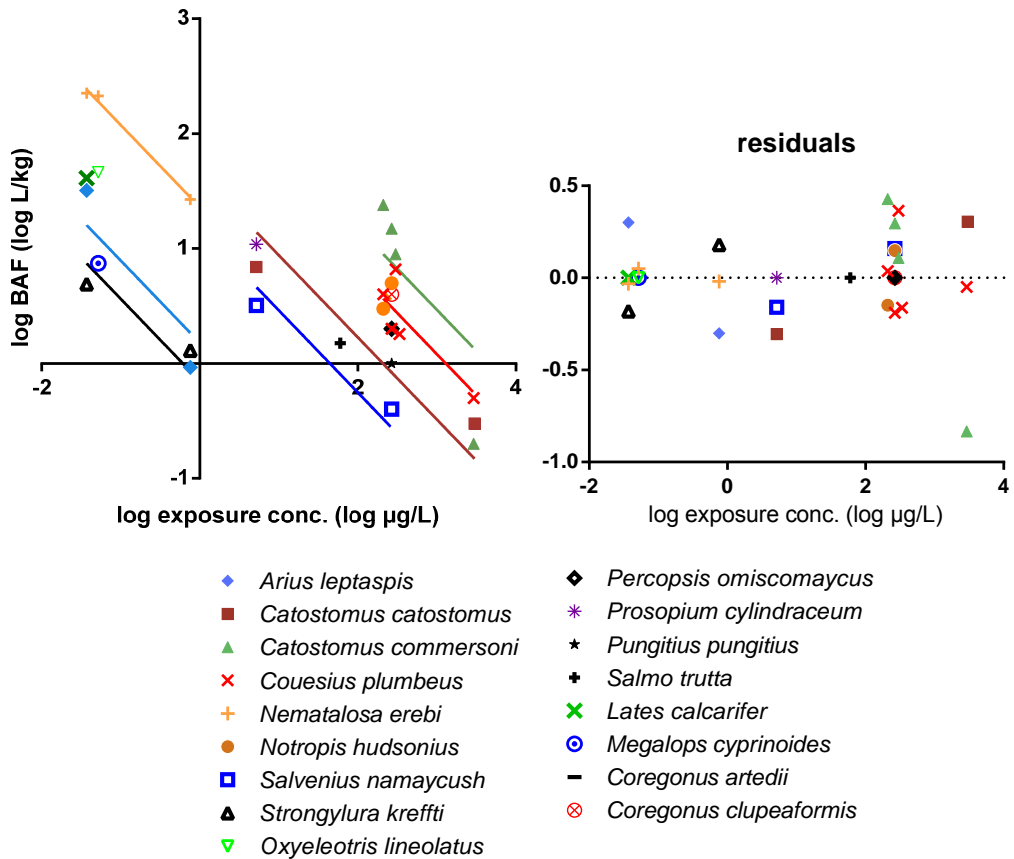 3
2
1
-2
2
4
-1
log BAF (log L/kg)
log exposure conc. (log µg/L)
residuals
0.5
0.0
-0.5
-1.0
-2
0
2
4
log exposure conc. (log µg/L)
Arius leptaspis
Catostomus catostomus
Catostomus commersoni
Couesius plumbeus
Nematalosa erebi
Notropis hudsonius
Salvenius namaycush
Strongylura kreffti
Oxyeleotris lineolatus
Percopsis omiscomaycus
Prosopium cylindraceum
Pungitius pungitius
Salmo trutta
Lates calcarifer
Megalops cyprinoides
Coregonus artedii
Coregonus clupeaformis